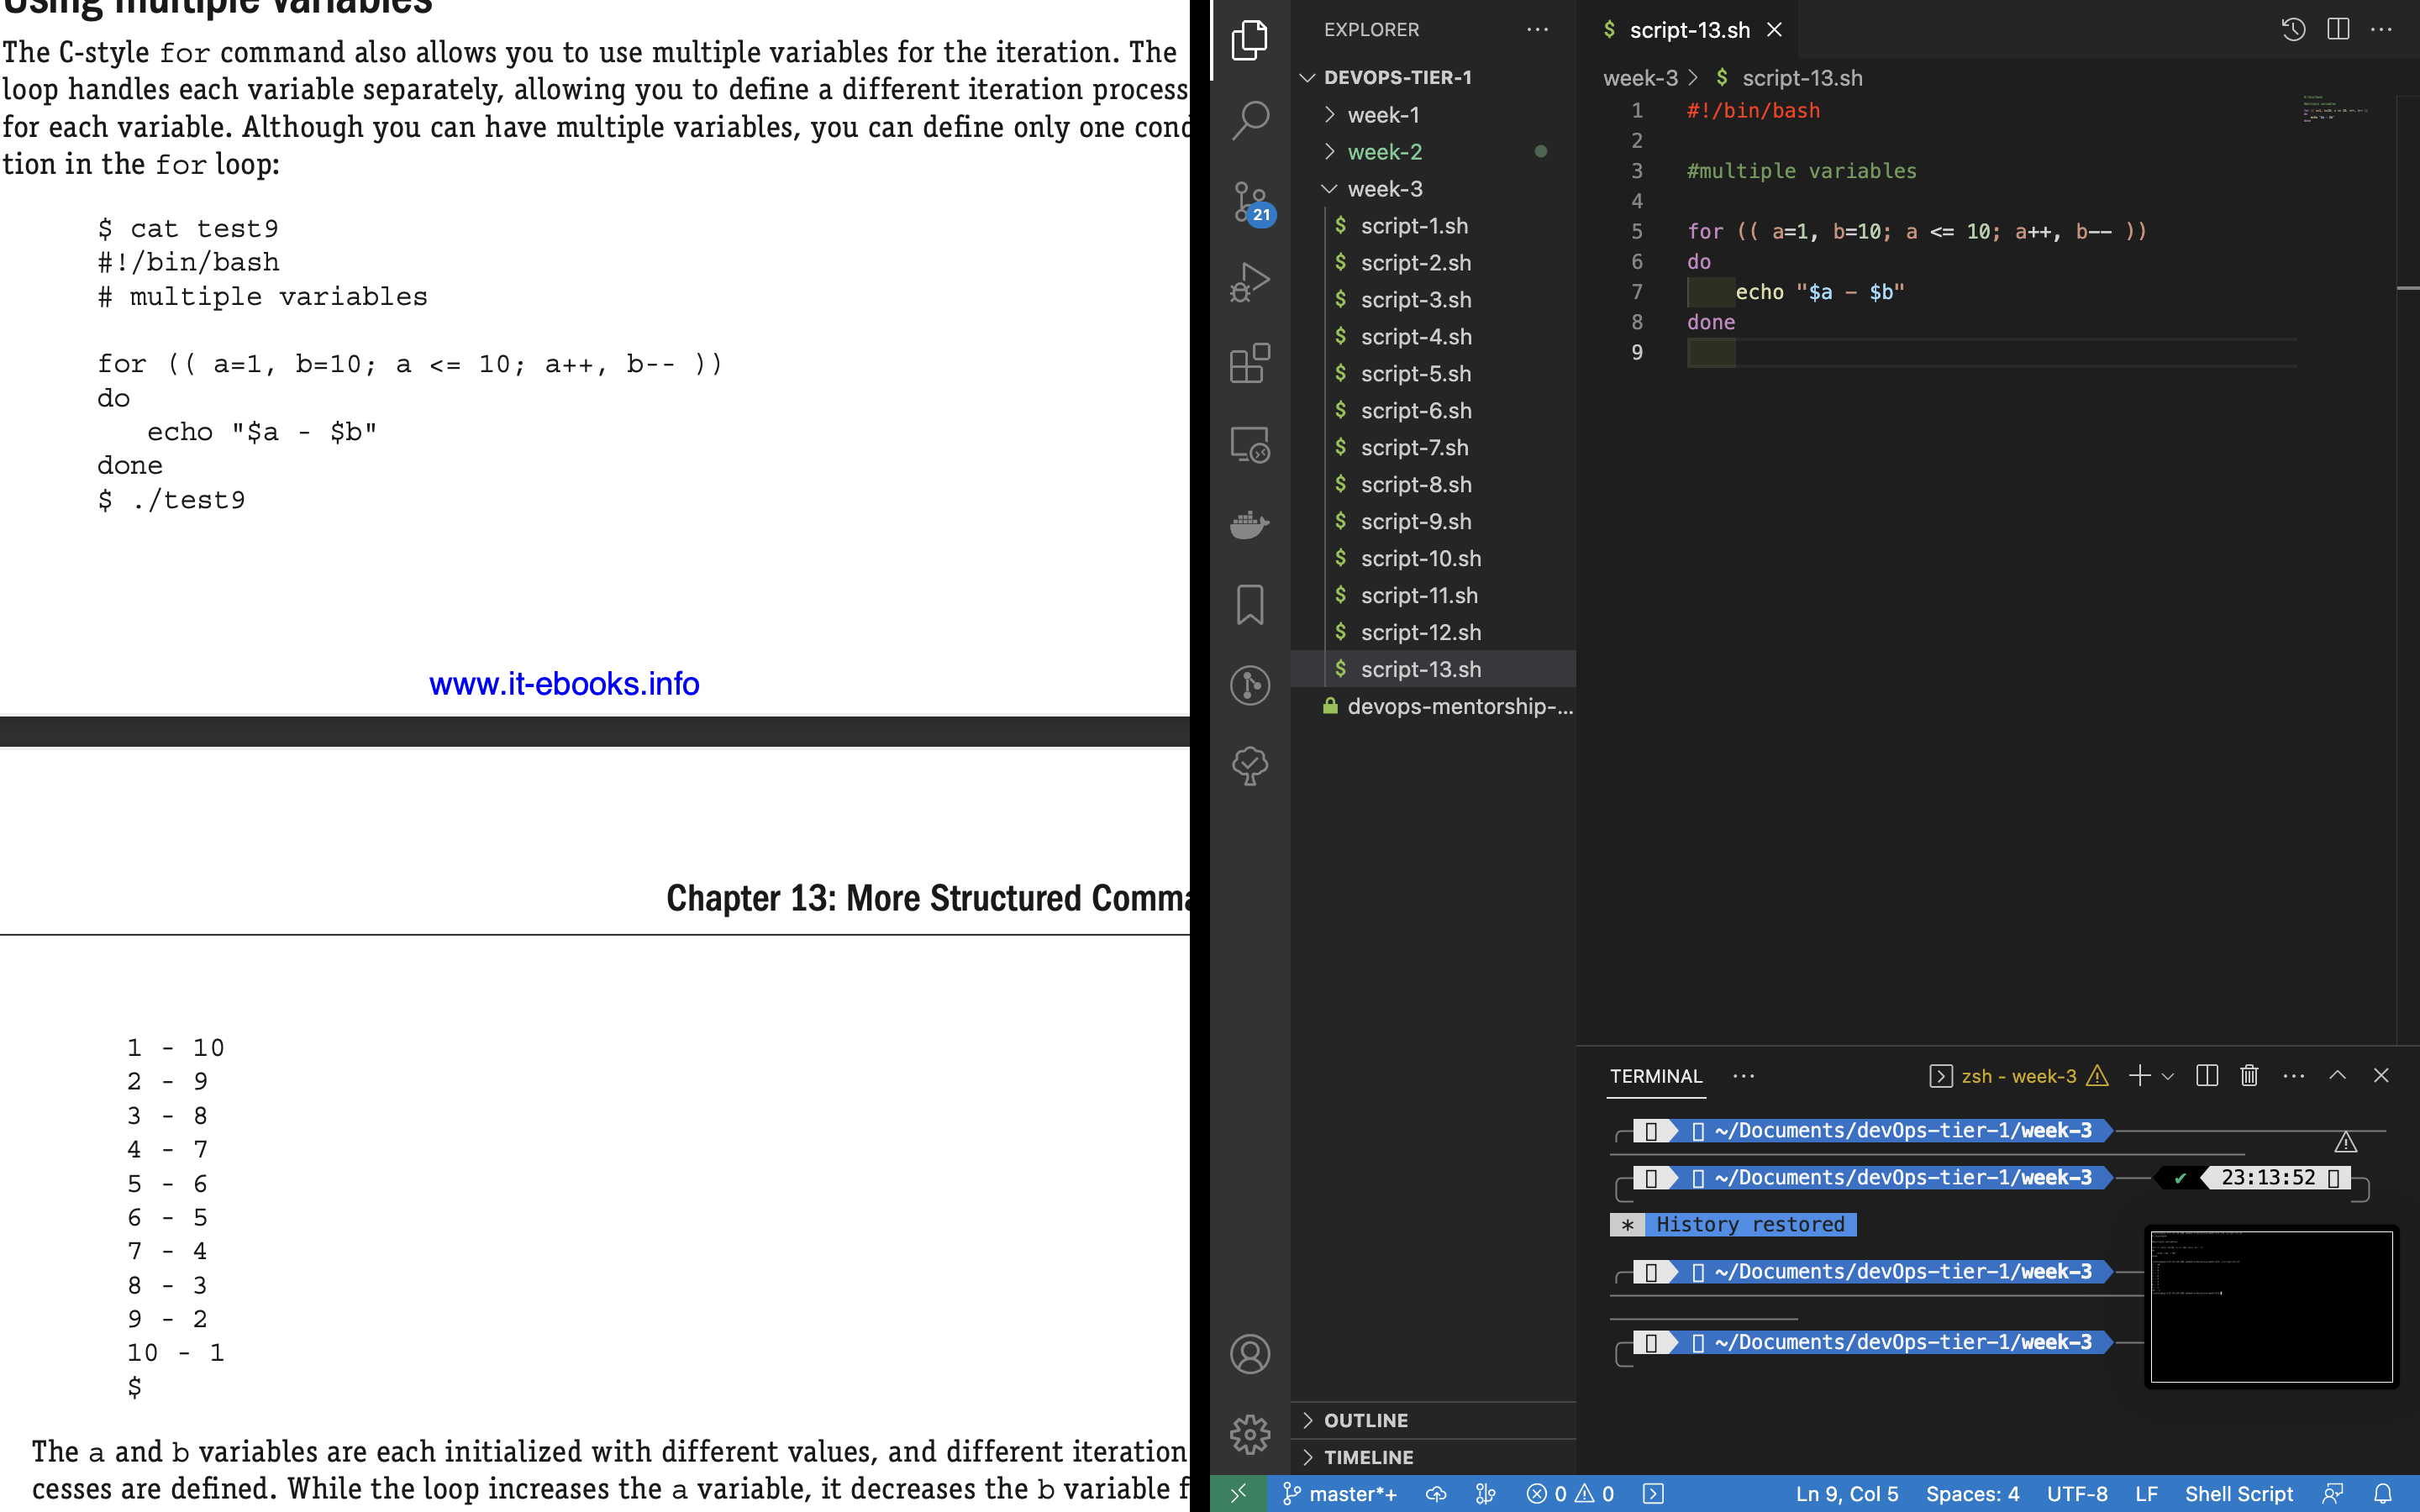 Using multiple variables
The C-style for command also allows you to use multiple variables for the iteration. The
loop handles each variable separately, allowing you to define a different iteration process
for each variable. Although you can have multiple variables, you can define only one cond
tion in the for loop:
$ cat test9
#!/bin/bash
# multiple variables
for (( a=1, b=10; a <= 10; a++, b-- ))
do
echo "$a - $b"
done
$ ./test9
www.it-ebooks.info
Chapter 13: More Structured Comma
1 - 10
2 - 9
3 - 8
4 - 7
5 - 6
6 - 5
7 - 4
8 - 3
9 - 2
10 - 1
$
The a and b variables are each initialized with different values, and different iteration
cesses are defined. While the loop increases the a variable, it decreases the b variable f
EXPLORER
DEVOPS-TIER-1
week-1
week-2
week-3
$ script-1.sh
$ script-2.sh
$ script-3.sh
$ script-4.sh
$ script-5.sh
$ script-6.sh
$ script-7.sh
$ script-8.sh
$ script-9.sh
$ script-10.sh
$ script-11.sh
$ script-12.sh
$ script-13.sh
devops-mentorship-...
21
OUTLINE
TIMELINE
$ script-13.sh
week-3 > $ script-13.sh
1 #!/bin/bash
2
3 #multiple variables
4
5 for (( a=1, b=10; a <= 10; a++, b-- ))
6 do
7 echo "$a - $b"
8 done
9
TERMINAL
zsh - week-3
~/Documents/devOps-tier-1/week-3
~/Documents/devOps-tier-1/week-3 ✔ 23:13:52
* History restored
~/Documents/devOps-tier-1/week-3
~/Documents/devOps-tier-1/week-3
master*+ 0 0 Ln 9, Col 5 Spaces: 4 UTF-8 LF Shell Script